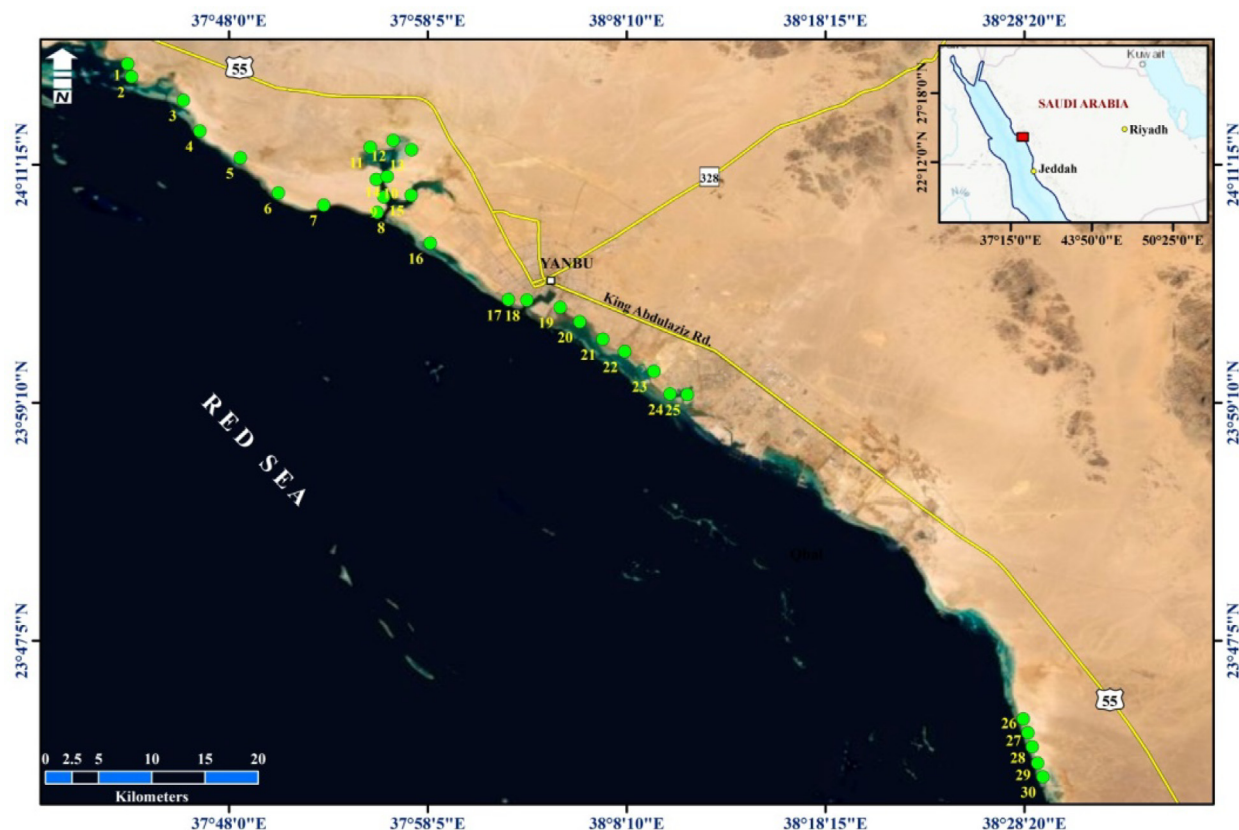 37°48'0"E
37°58'5"E
38°8'10"E
38°18'15"E
38°28'20"E
24°11'15"N
23°59'10"N
23°47'5"N
24°11'15"N
23°59'10"N
23°47'5"N
N
55
328
Kuwait
SAUDI ARABIA
Riyadh
Jeddah
27°18'0"N
22°12'0"N
37°15'0"E
43°50'0"E
50°25'0"E
1
2
3
4
5
6
7
11
12
13
10
9
15
8
16
YANBU
King Abdulaziz Rd.
17
18
19
20
21
22
23
24
25
RED SEA
55
26
27
28
29
30
0
2.5
5
10
15
20
Kilometers
37°48'0"E
37°58'5"E
38°8'10"E
38°18'15"E
38°28'20"E